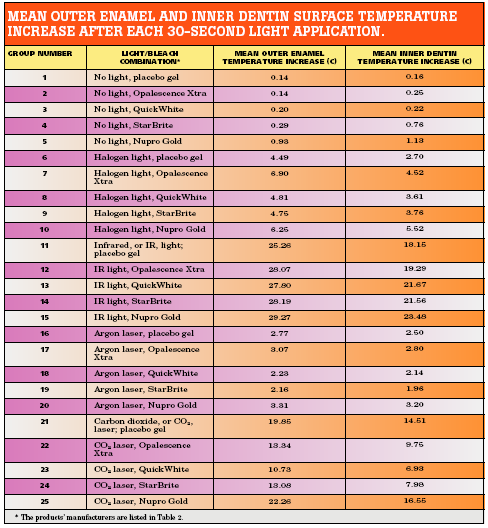 MEAN OUTER ENAMEL AND INNER DENTIN SURFACE TEMPERATURE
INCREASE AFTER EACH 30–SECOND LIGHT APPLICATION.
GROUP NUMBER LIGHT/BLEACH COMBINATION* MEAN OUTER ENAMEL TEMPERATURE INCREASE (C) MEAN INNER DENTIN TEMPERATURE INCREASE (C)
1 No light, placebo gel 0.14 0.16
2 No light, Opalescence Xtra 0.14 0.25
3 No light, QuickWhite 0.20 0.22
4 No light, StarBrite 0.29 0.76
5 No light, Nupro Gold 0.93 1.13
6 Halogen light, placebo gel 4.49 2.70
7 Halogen light, Opalescence Xtra 6.90 4.52
8 Halogen light, QuickWhite 4.81 3.61
9 Halogen light, StarBrite 4.75 3.76
10 Halogen light, Nupro Gold 6.25 5.52
11 Infrared, or IR, light; placebo gel 25.26 18.15
12 IR light, Opalescence Xtra 28.07 19.29
13 IR light, QuickWhite 27.80 21.67
14 IR light, StarBrite 28.19 21.56
15 IR light, Nupro Gold 29.27 23.48
16 Argon laser, placebo gel 2.77 2.50
17 Argon laser, Opalescence Xtra 3.07 2.80
18 Argon laser, QuickWhite 2.23 2.14
19 Argon laser, StarBrite 2.16 1.96
20 Argon laser, Nupro Gold 3.31 3.20
21 Carbon dioxide, or CO₂, laser; placebo gel 19.85 14.51
22 CO₂ laser, Opalescence Xtra 13.34 9.75
23 CO₂ laser, QuickWhite 10.73 6.93
24 CO₂ laser, StarBrite 13.08 7.98
25 CO₂ laser, Nupro Gold 22.26 16.55
* The products' manufacturers are listed in Table 2.